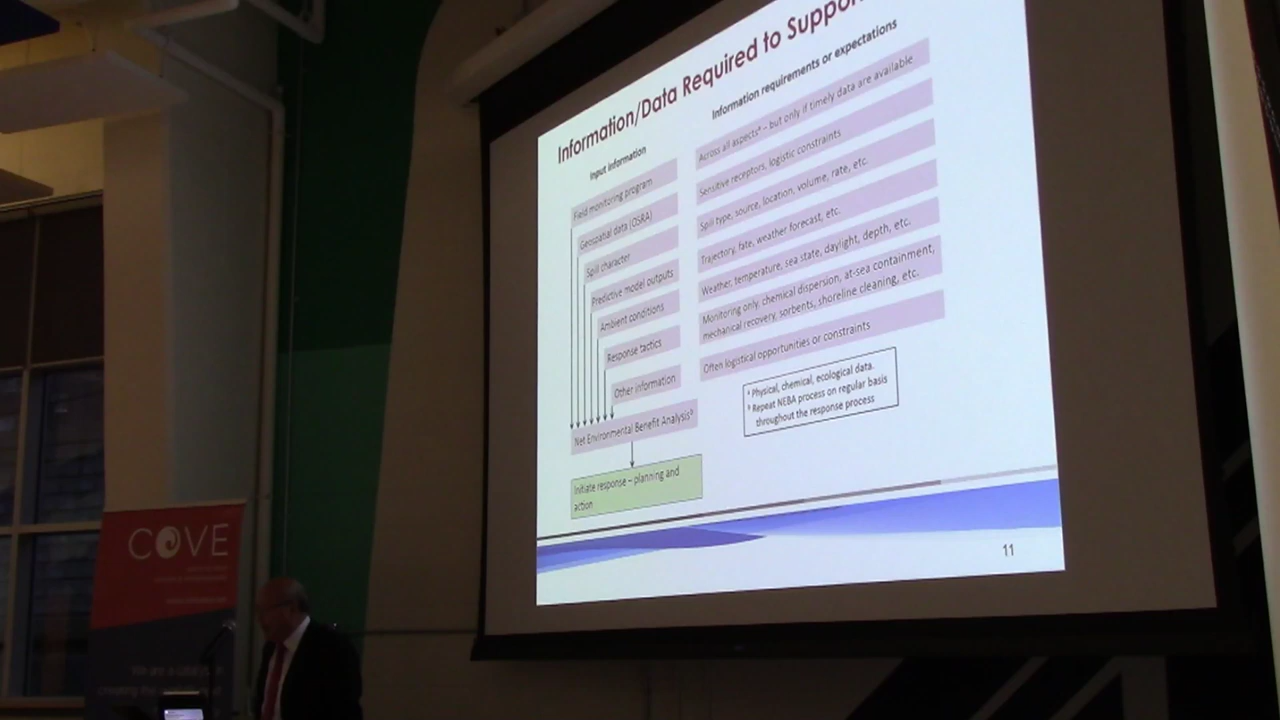 Information/Data Required to Suppor
Input information
Information requirements or expectations
Field monitoring program
Across all aspectsᵃ – but only if timely data are available
Geospatial data (OSRA)
Sensitive receptors, logistic constraints
Spill character
Spill type, source, location, volume, rate, etc.
Predictive model outputs
Trajectory, fate, weather forecast, etc.
Ambient conditions
Weather, temperature, sea state, daylight, depth, etc.
Response tactics
Monitoring only, chemical dispersion, at-sea containment,
mechanical recovery, sorbents, shoreline cleaning, etc.
Other information
Often logistical opportunities or constraints
Net Environmental Benefit Analysisᵇ
ᵃ Physical, chemical, ecological data.
ᵇ Repeat NEBA process on regular basis
throughout the response process
Initiate response – planning and
action
11
COVE